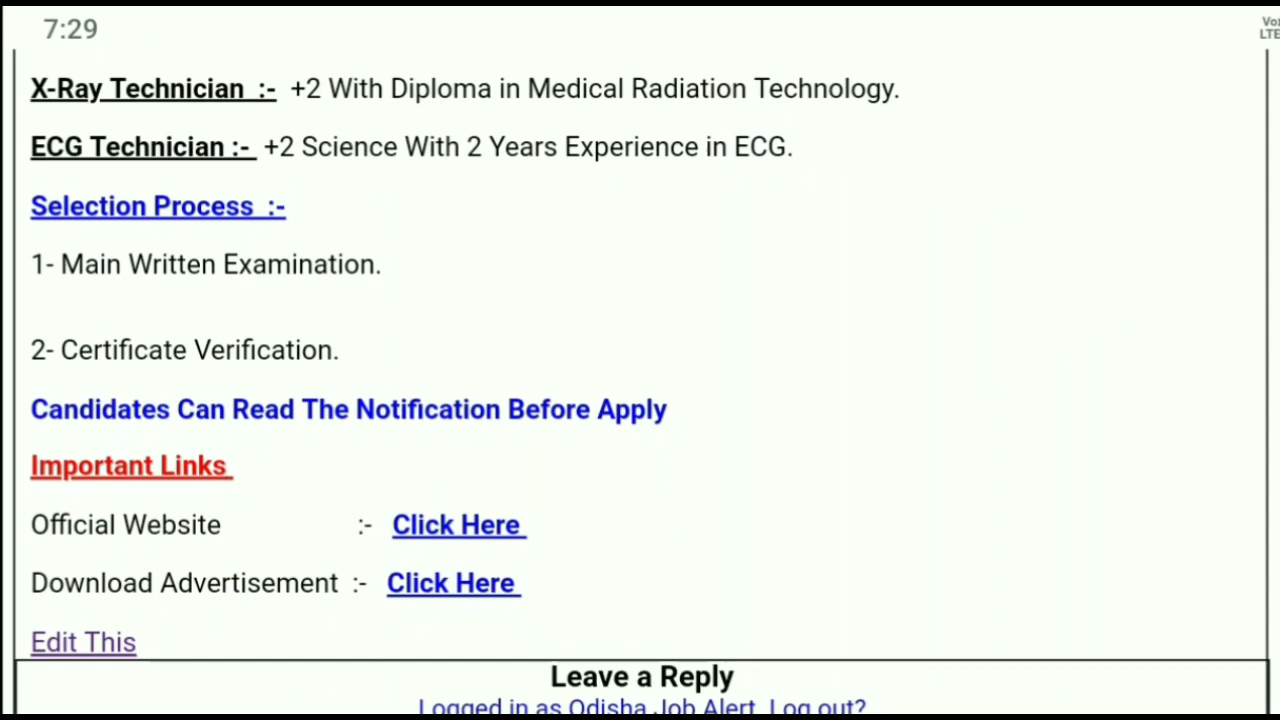 7:29
Vo
LTE
X-Ray Technician :- +2 With Diploma in Medical Radiation Technology.
ECG Technician :- +2 Science With 2 Years Experience in ECG.
Selection Process :-
1- Main Written Examination.
2- Certificate Verification.
Candidates Can Read The Notification Before Apply
Important Links
Official Website :- Click Here
Download Advertisement :- Click Here
Edit This
Leave a Reply
Logged in as Odisha Job Alert. Log out?